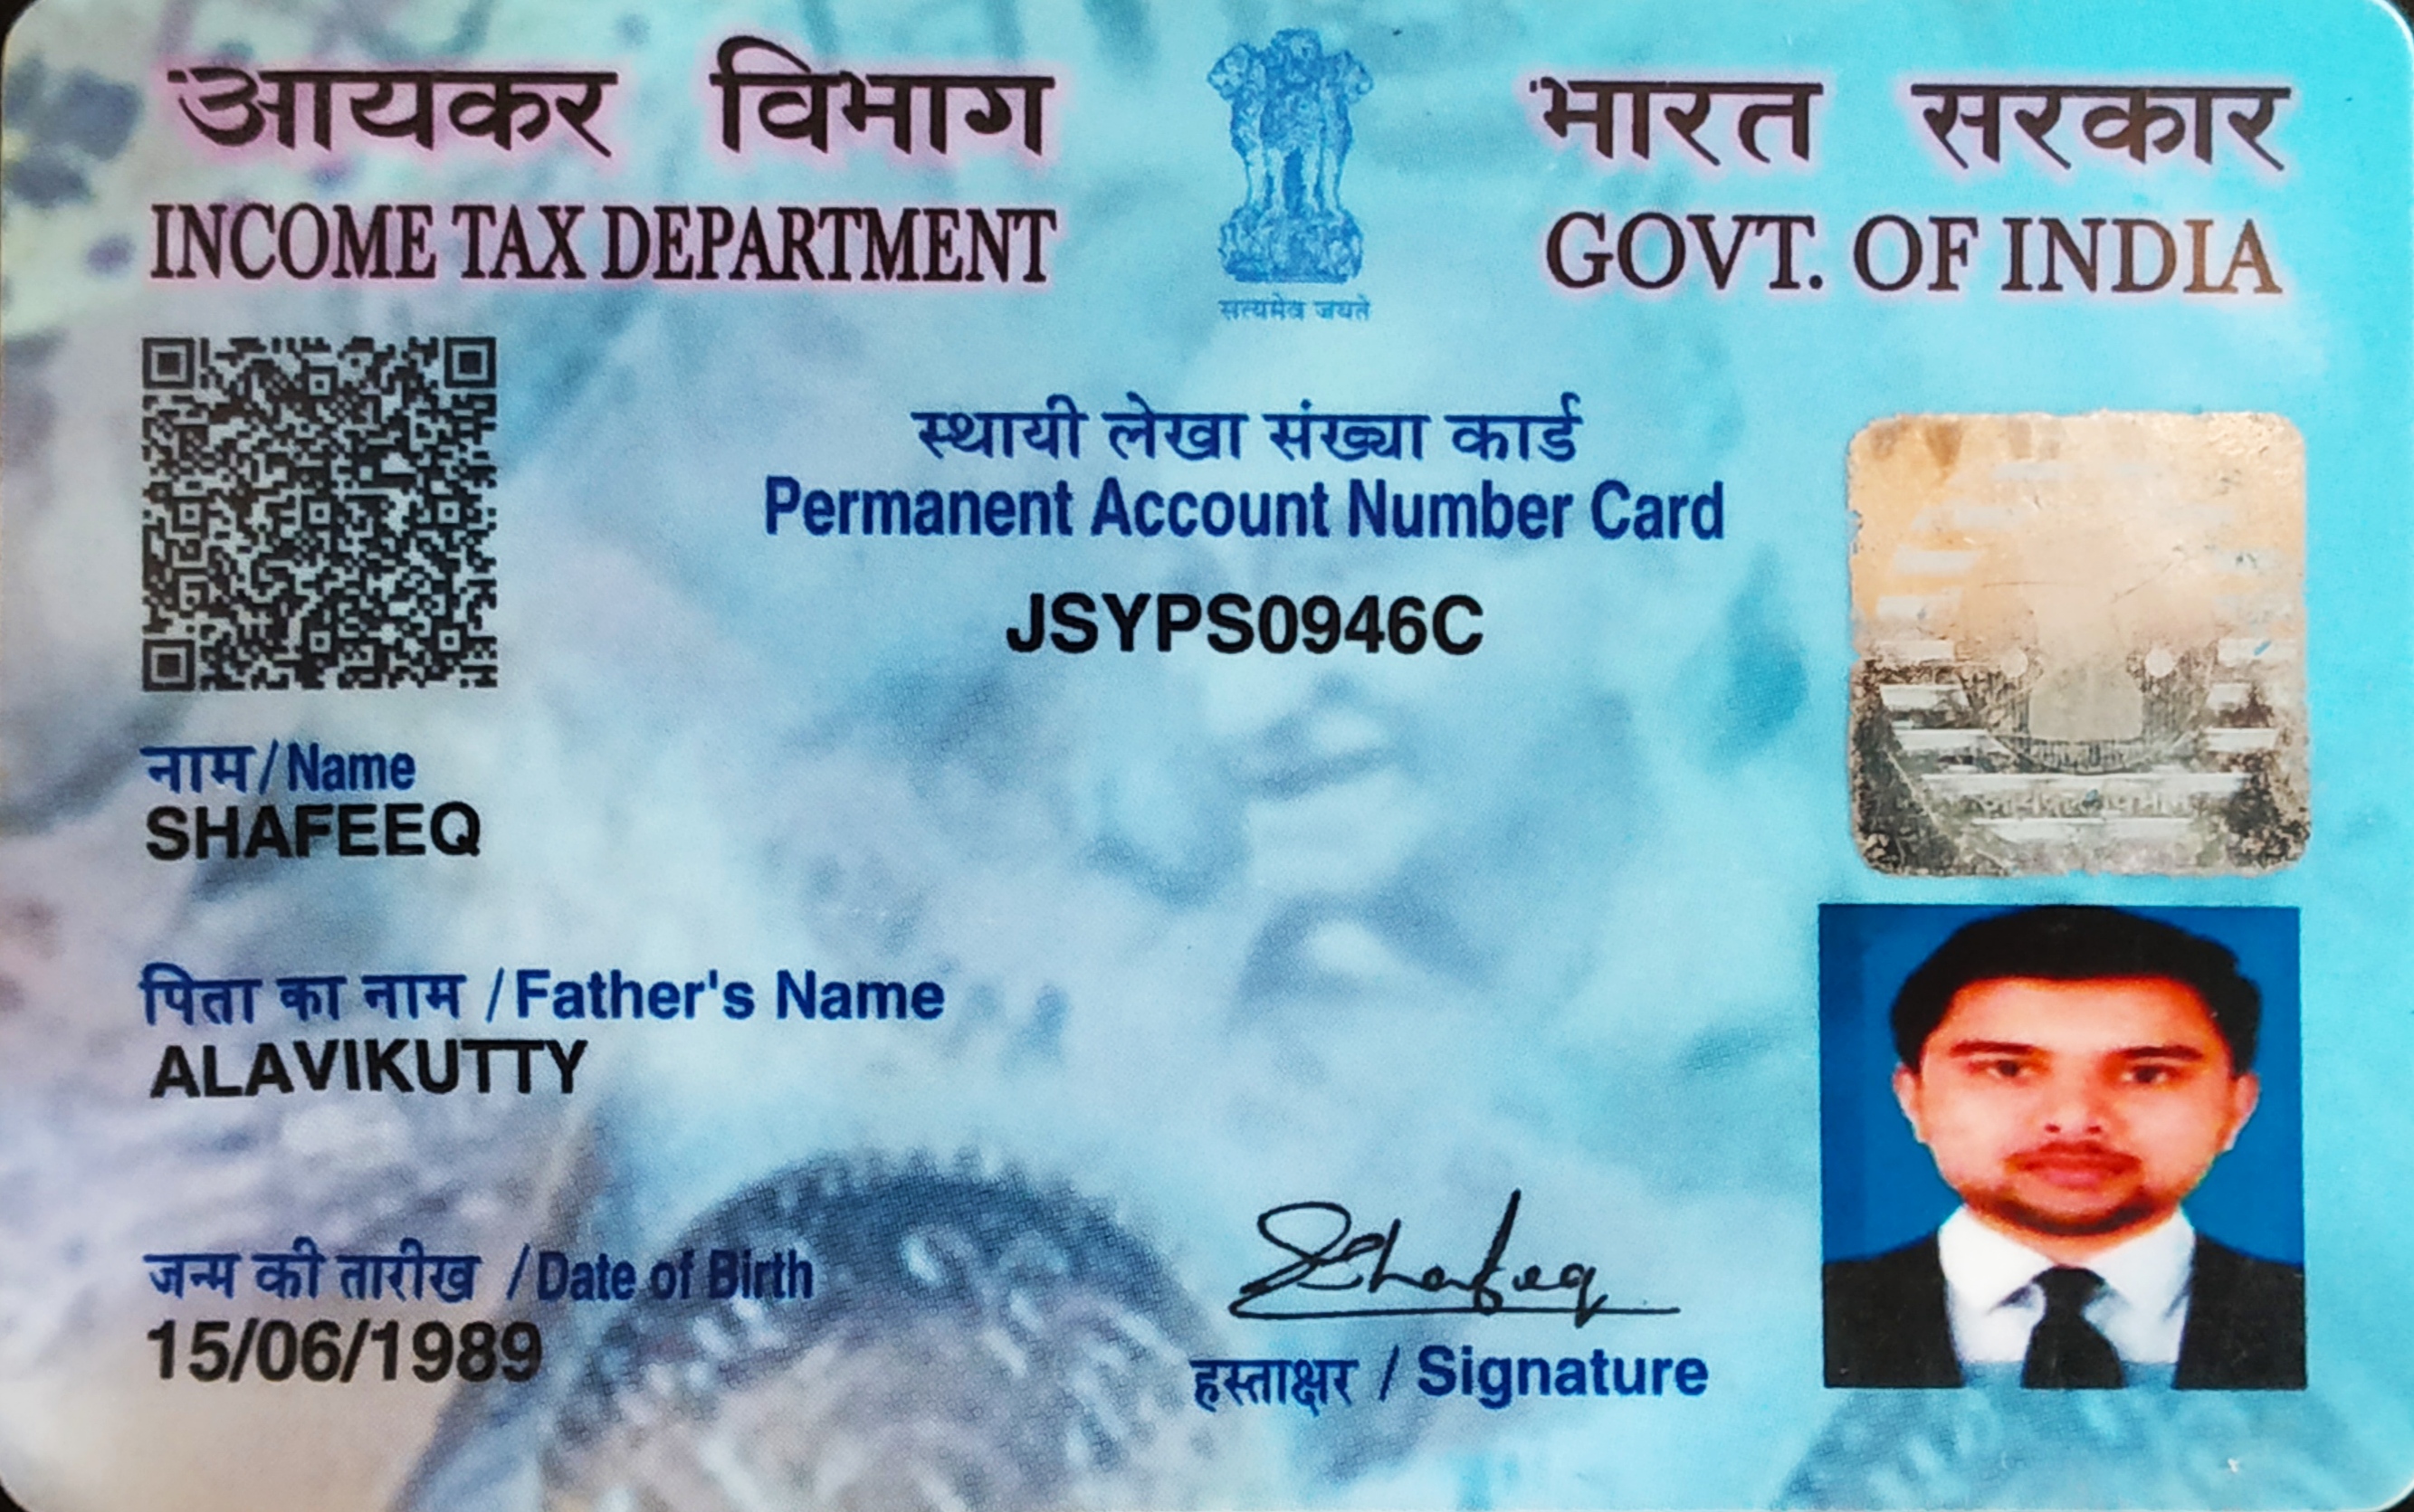 आयकर विभाग
INCOME TAX DEPARTMENT
सत्यमेव जयते
भारत सरकार
GOVT. OF INDIA
स्थायी लेखा संख्या कार्ड
Permanent Account Number Card
JSYPS0946C
नाम/Name
SHAFEEQ
पिता का नाम /Father's Name
ALAVIKUTTY
जन्म की तारीख /Date of Birth
15/06/1989
Shafeeq
हस्ताक्षर / Signature